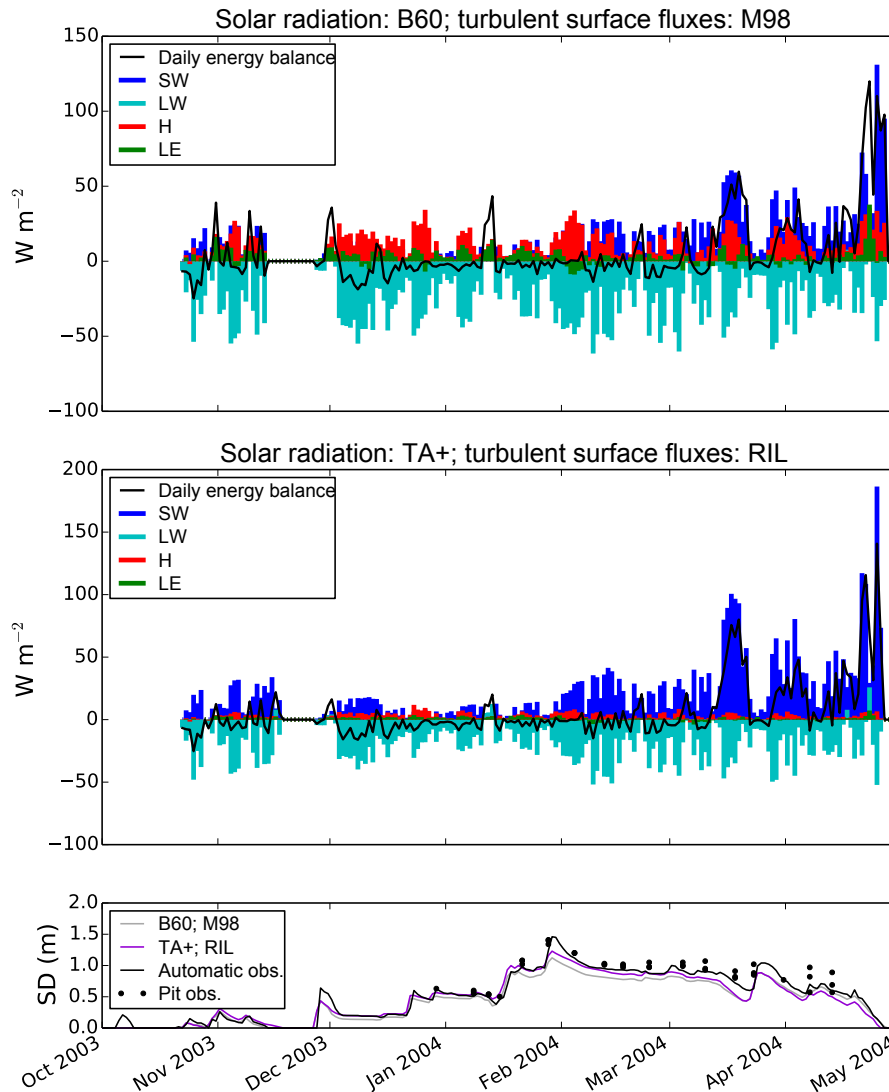 Solar radiation: B60; turbulent surface fluxes: M98
150
100
50
0
−50
−100
W m−2
Daily energy balance
SW
LW
H
LE
Solar radiation: TA+; turbulent surface fluxes: RIL
200
150
100
50
0
−50
−100
W m−2
Daily energy balance
SW
LW
H
LE
2.0
1.5
1.0
0.5
0.0
SD (m)
B60; M98
TA+; RIL
Automatic obs.
Pit obs.
Oct 2003
Nov 2003
Dec 2003
Jan 2004
Feb 2004
Mar 2004
Apr 2004
May 2004